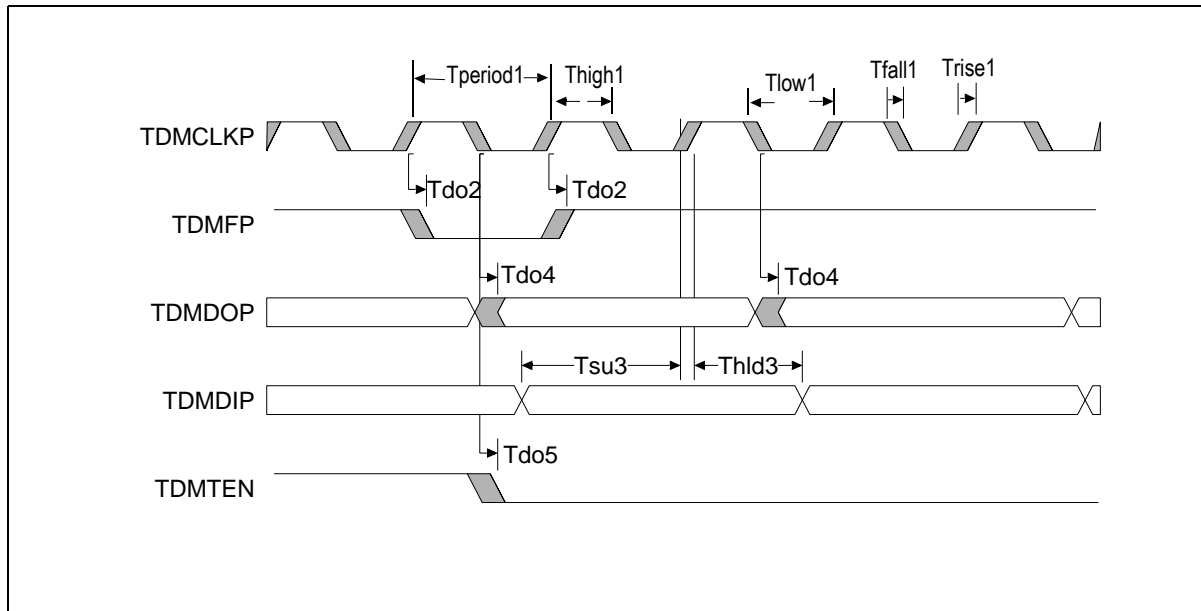 Tperiod1 Thigh1 Tlow1 Tfall1 Trise1
TDMCLKP
Tdo2 Tdo2
TDMFP
Tdo4 Tdo4
TDMDOP
Tsu3 Thld3
TDMDIP
Tdo5
TDMTEN